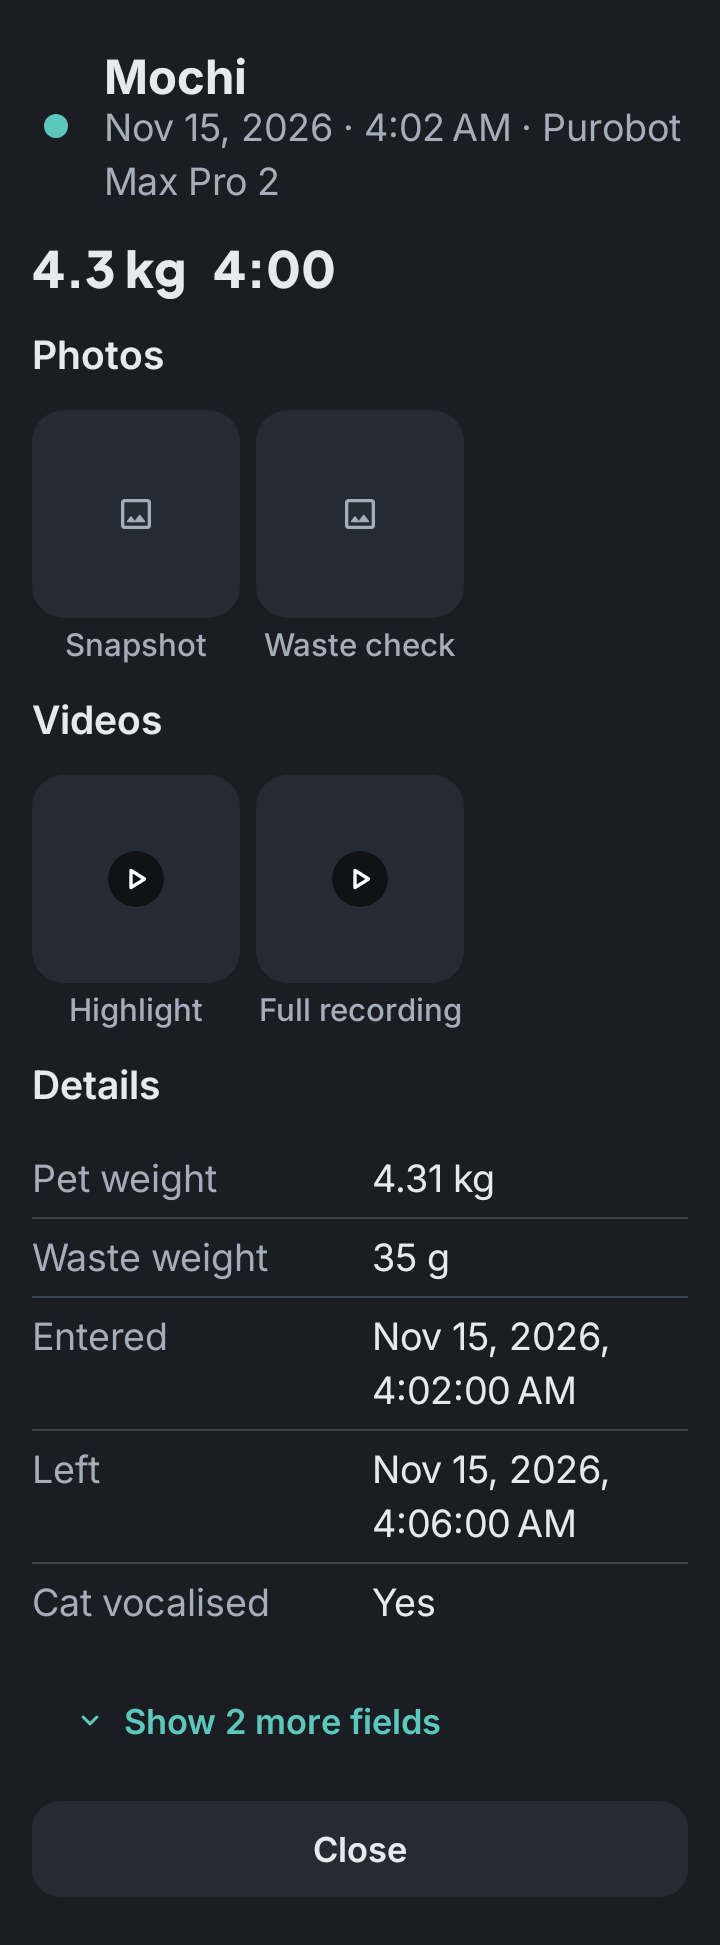 Mochi
Nov 15, 2026 · 4:02 AM · Purobot
Max Pro 2
4.3 kg 4:00
Photos
Snapshot Waste check
Videos
Highlight Full recording
Details
Pet weight 4.31 kg
Waste weight 35 g
Entered Nov 15, 2026,
4:02:00 AM
Left Nov 15, 2026,
4:06:00 AM
Cat vocalised Yes
Show 2 more fields
Close